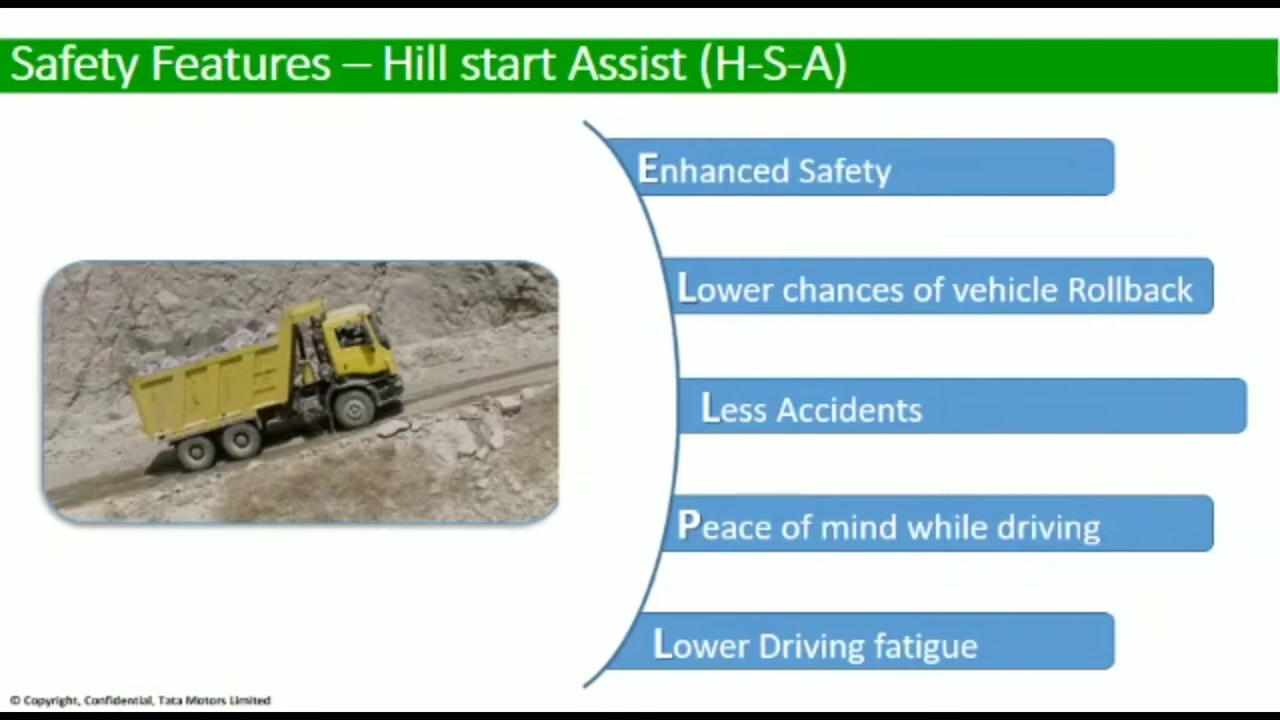 Safety Features – Hill start Assist (H-S-A)
Enhanced Safety
Lower chances of vehicle Rollback
Less Accidents
Peace of mind while driving
Lower Driving fatigue
© Copyright, Confidential, Tata Motors Limited